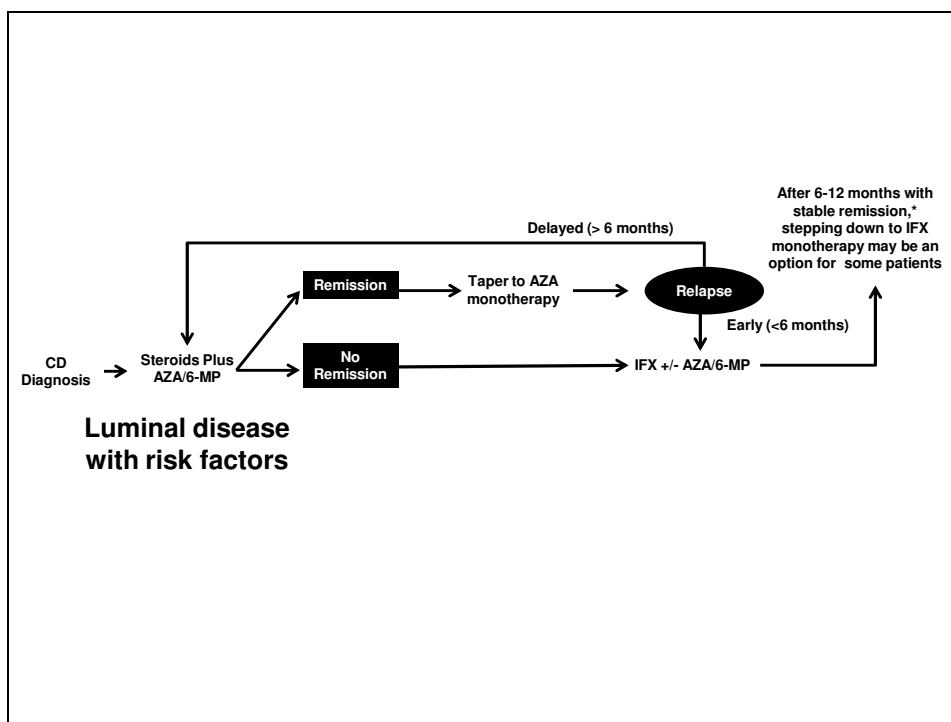 CD
Diagnosis
Steroids Plus
AZA/6-MP
Luminal disease
with risk factors
Remission
No
Remission
Taper to AZA
monotherapy
Delayed (> 6 months)
Relapse
Early (<6 months)
IFX +/- AZA/6-MP
After 6-12 months with
stable remission,*
stepping down to IFX
monotherapy may be an
option for some patients